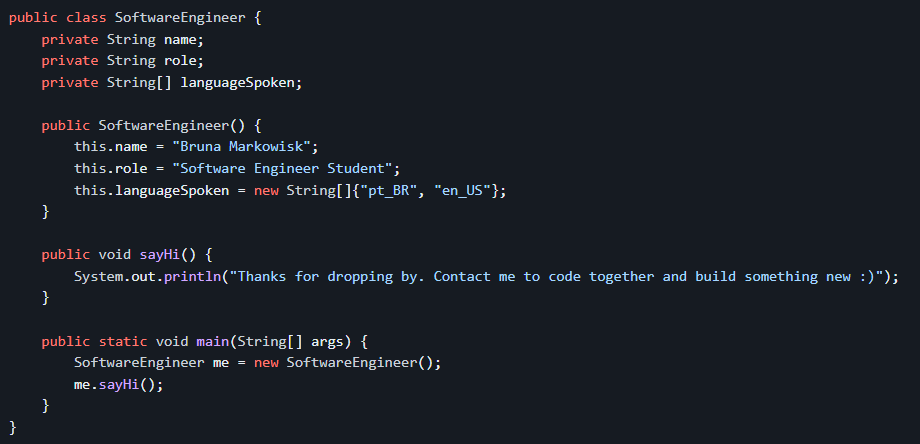 public class SoftwareEngineer {
    private String name;
    private String role;
    private String[] languageSpoken;

    public SoftwareEngineer() {
        this.name = "Bruna Markowisk";
        this.role = "Software Engineer Student";
        this.languageSpoken = new String[]{"pt_BR", "en_US"};
    }

    public void sayHi() {
        System.out.println("Thanks for dropping by. Contact me to code together and build something new :)");
    }

    public static void main(String[] args) {
        SoftwareEngineer me = new SoftwareEngineer();
        me.sayHi();
    }
}